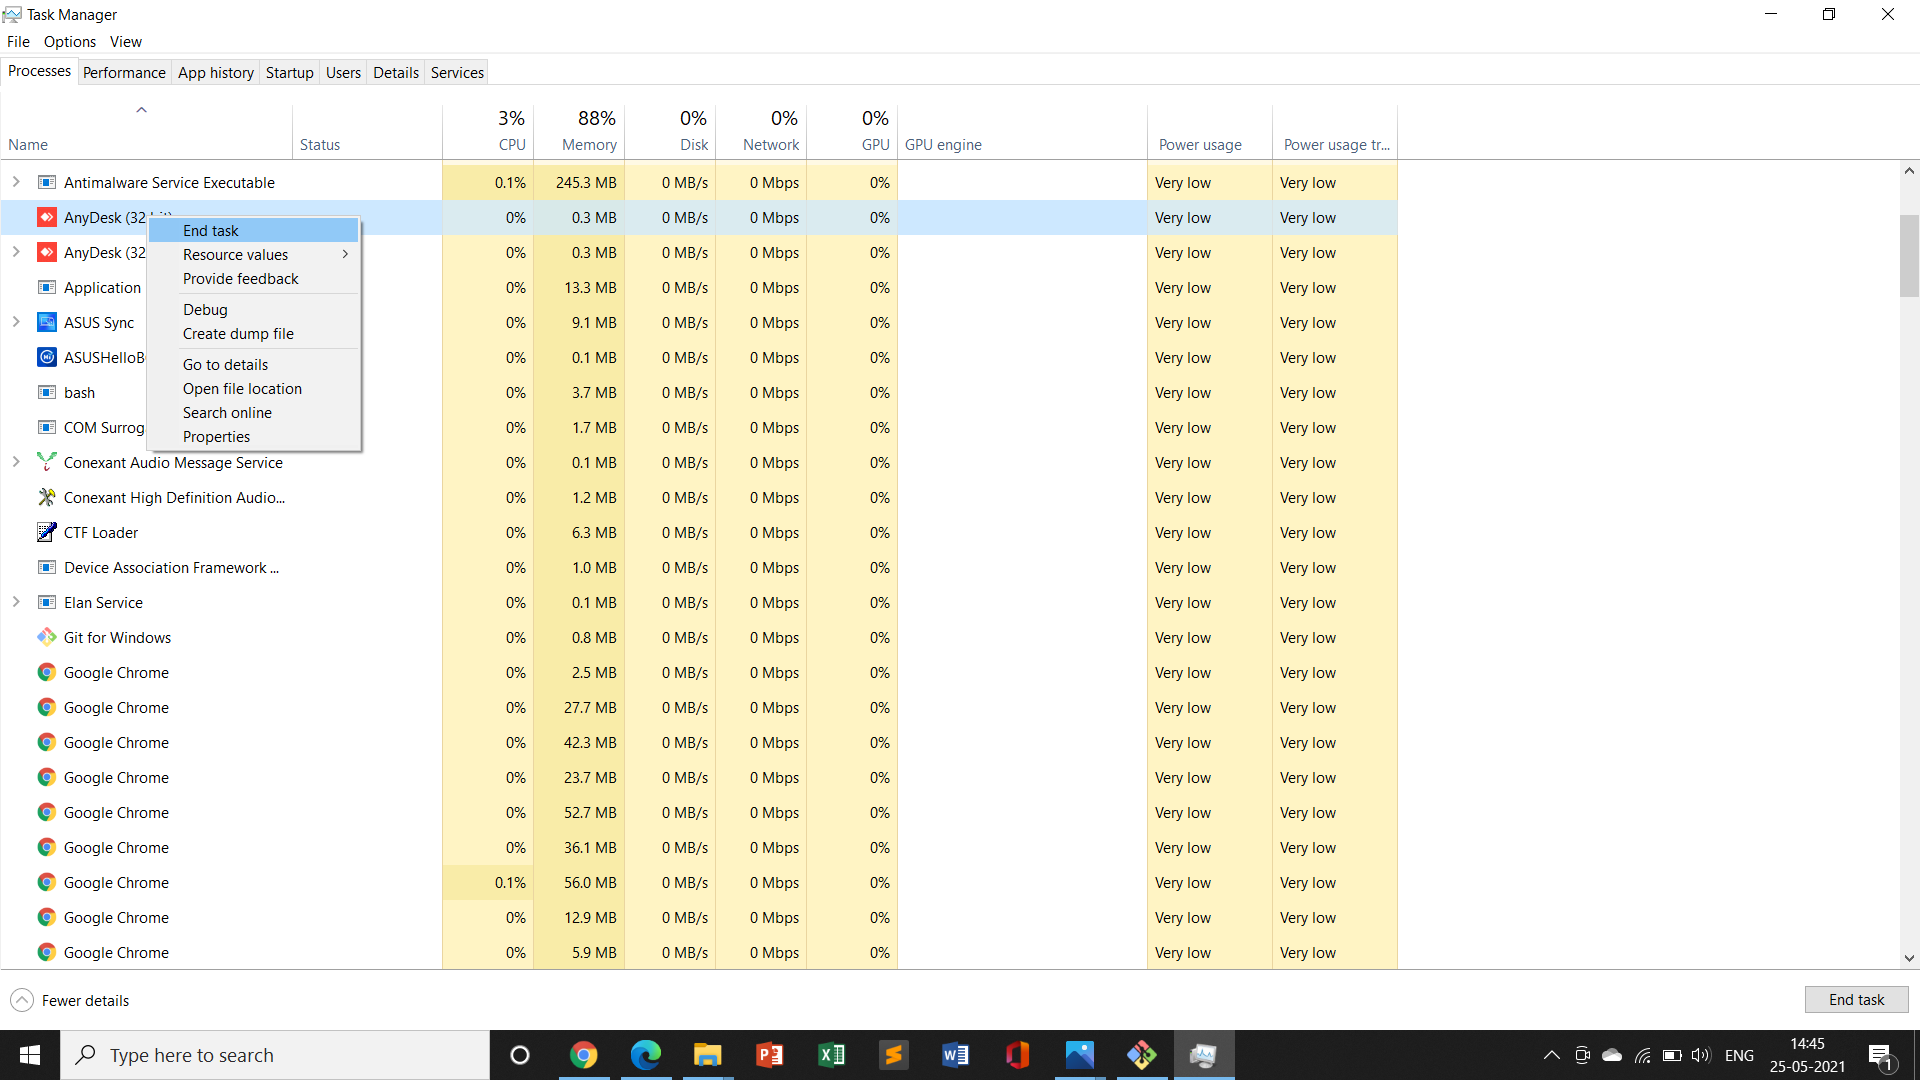 Task Manager
File Options View
Processes Performance App history Startup Users Details Services
3% 88% 0% 0% 0%
Name Status CPU Memory Disk Network GPU GPU engine Power usage Power usage tr...
Antimalware Service Executable 0.1% 245.3 MB 0 MB/s 0 Mbps 0% Very low Very low
AnyDesk (32-bit) 0% 0.3 MB 0 MB/s 0 Mbps 0% Very low Very low
End task
AnyDesk (32 0% 0.3 MB 0 MB/s 0 Mbps 0% Very low Very low
Resource values
Provide feedback
Application 0% 13.3 MB 0 MB/s 0 Mbps 0% Very low Very low
Debug
ASUS Sync 0% 9.1 MB 0 MB/s 0 Mbps 0% Very low Very low
Create dump file
ASUSHelloB 0% 0.1 MB 0 MB/s 0 Mbps 0% Very low Very low
Go to details
Open file location
bash 0% 3.7 MB 0 MB/s 0 Mbps 0% Very low Very low
Search online
COM Surrog 0% 1.7 MB 0 MB/s 0 Mbps 0% Very low Very low
Properties
Conexant Audio Message Service 0% 0.1 MB 0 MB/s 0 Mbps 0% Very low Very low
Conexant High Definition Audio... 0% 1.2 MB 0 MB/s 0 Mbps 0% Very low Very low
CTF Loader 0% 6.3 MB 0 MB/s 0 Mbps 0% Very low Very low
Device Association Framework ... 0% 1.0 MB 0 MB/s 0 Mbps 0% Very low Very low
Elan Service 0% 0.1 MB 0 MB/s 0 Mbps 0% Very low Very low
Git for Windows 0% 0.8 MB 0 MB/s 0 Mbps 0% Very low Very low
Google Chrome 0% 2.5 MB 0 MB/s 0 Mbps 0% Very low Very low
Google Chrome 0% 27.7 MB 0 MB/s 0 Mbps 0% Very low Very low
Google Chrome 0% 42.3 MB 0 MB/s 0 Mbps 0% Very low Very low
Google Chrome 0% 23.7 MB 0 MB/s 0 Mbps 0% Very low Very low
Google Chrome 0% 52.7 MB 0 MB/s 0 Mbps 0% Very low Very low
Google Chrome 0% 36.1 MB 0 MB/s 0 Mbps 0% Very low Very low
Google Chrome 0.1% 56.0 MB 0 MB/s 0 Mbps 0% Very low Very low
Google Chrome 0% 12.9 MB 0 MB/s 0 Mbps 0% Very low Very low
Google Chrome 0% 5.9 MB 0 MB/s 0 Mbps 0% Very low Very low
Fewer details End task
Type here to search ENG 14:45
25-05-2021 1